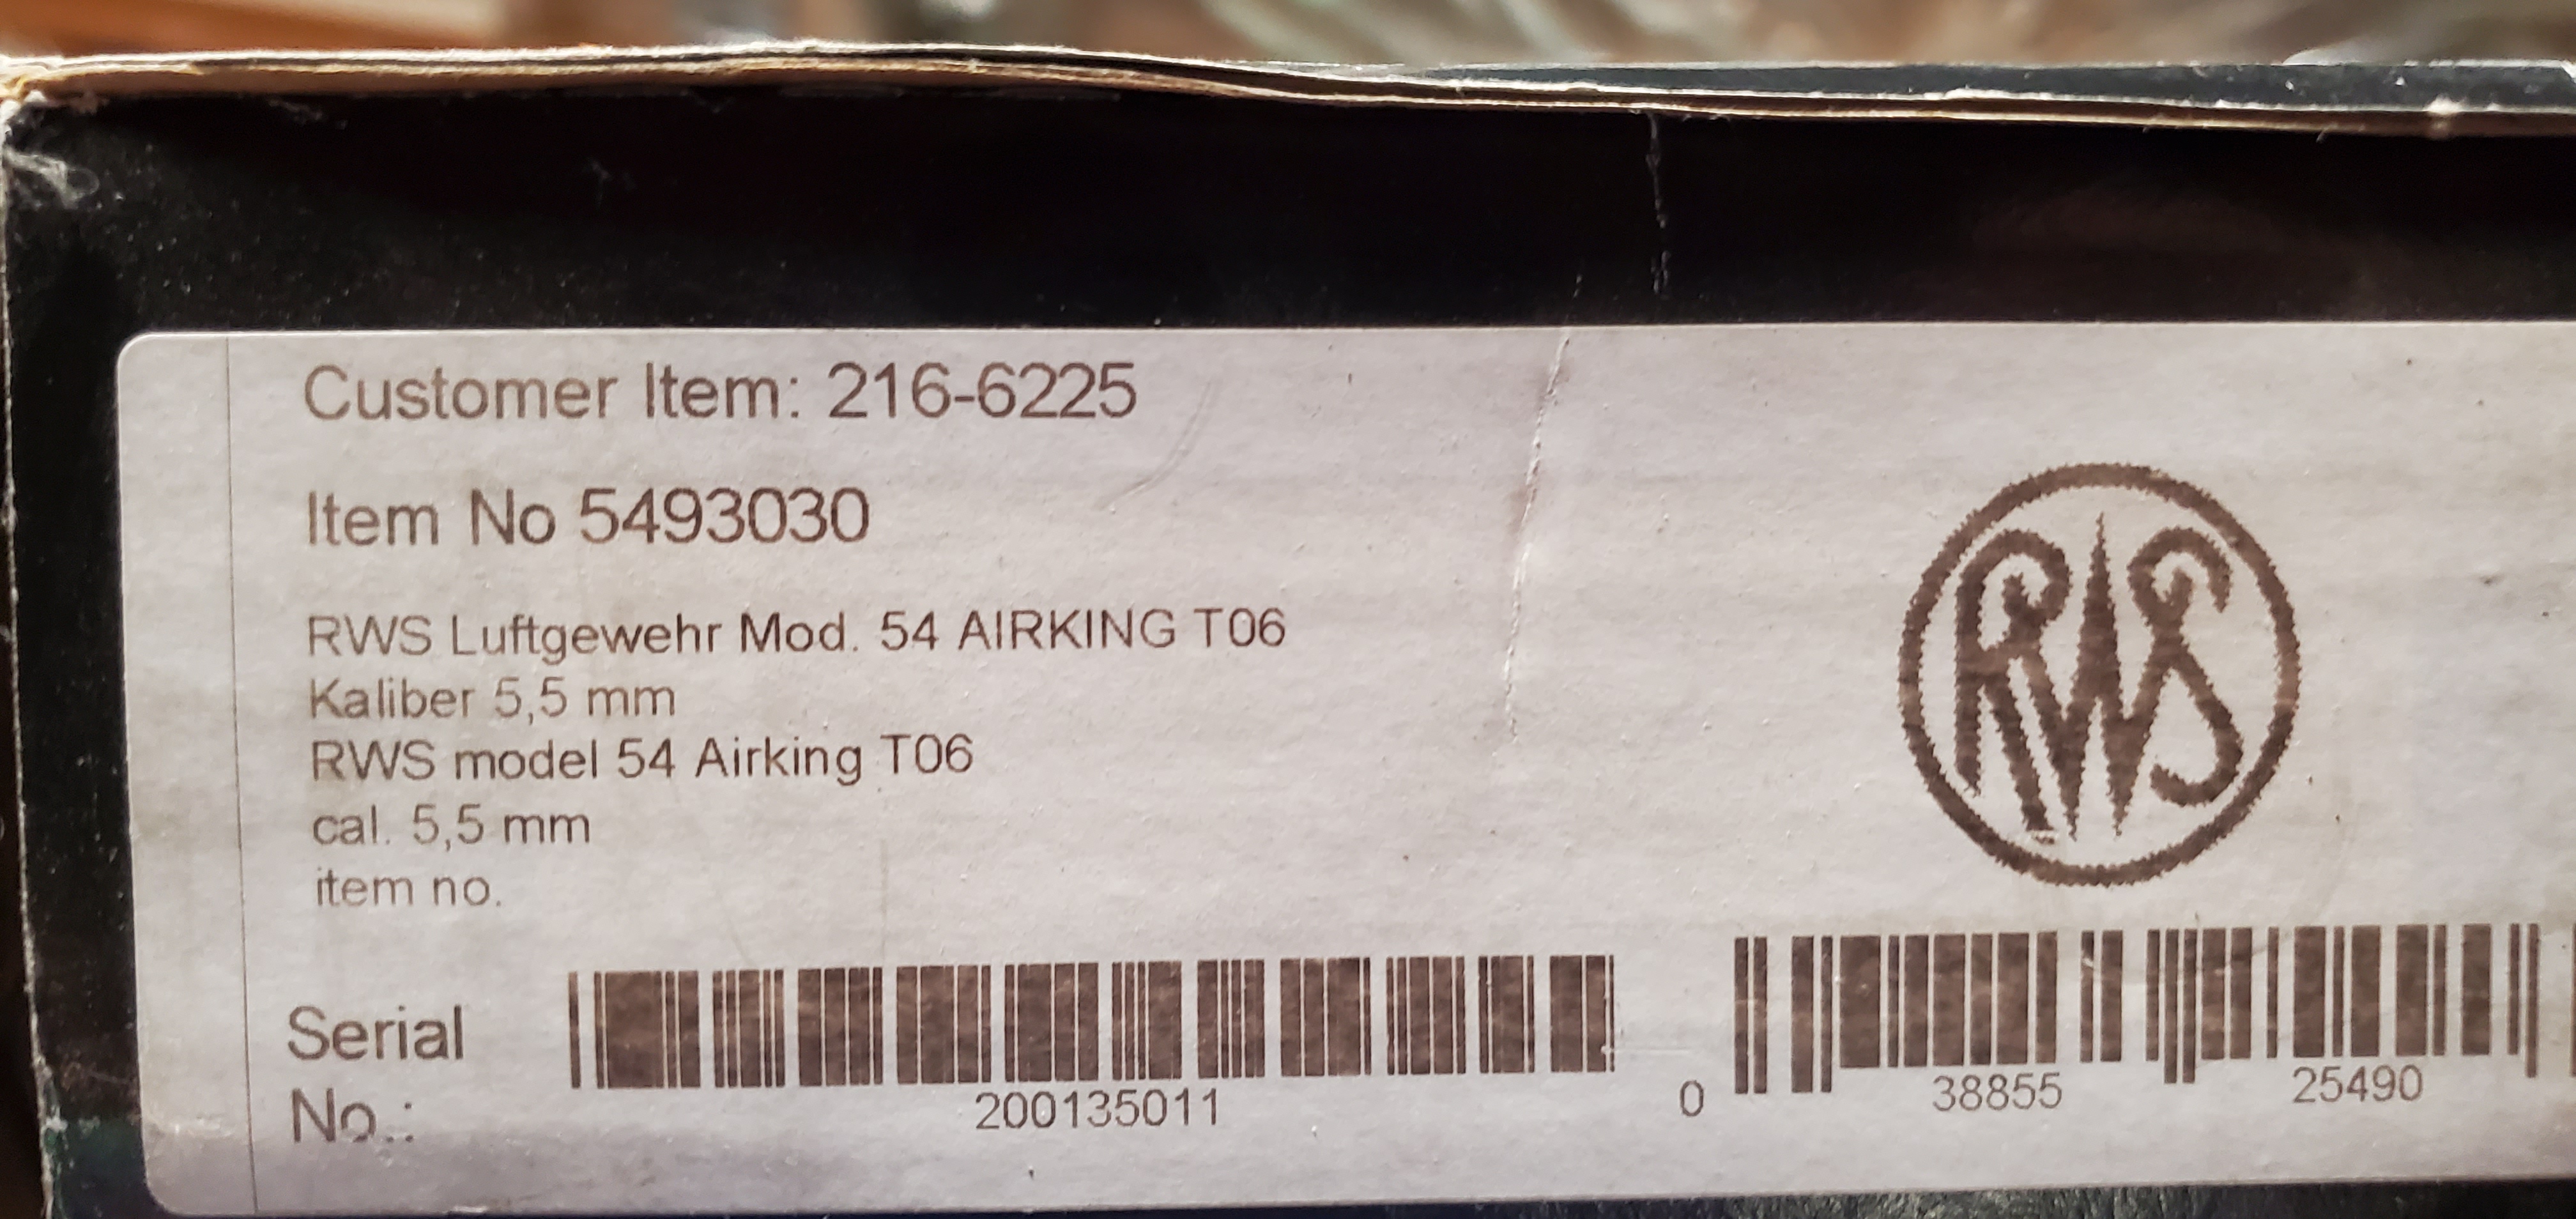 Customer Item: 216-6225
Item No 5493030
RWS Luftgewehr Mod. 54 AIRKING T06
Kaliber 5,5 mm
RWS model 54 Airking T06
cal. 5,5 mm
item no.
RWS
Serial
No.:
200135011
0 38855 25490